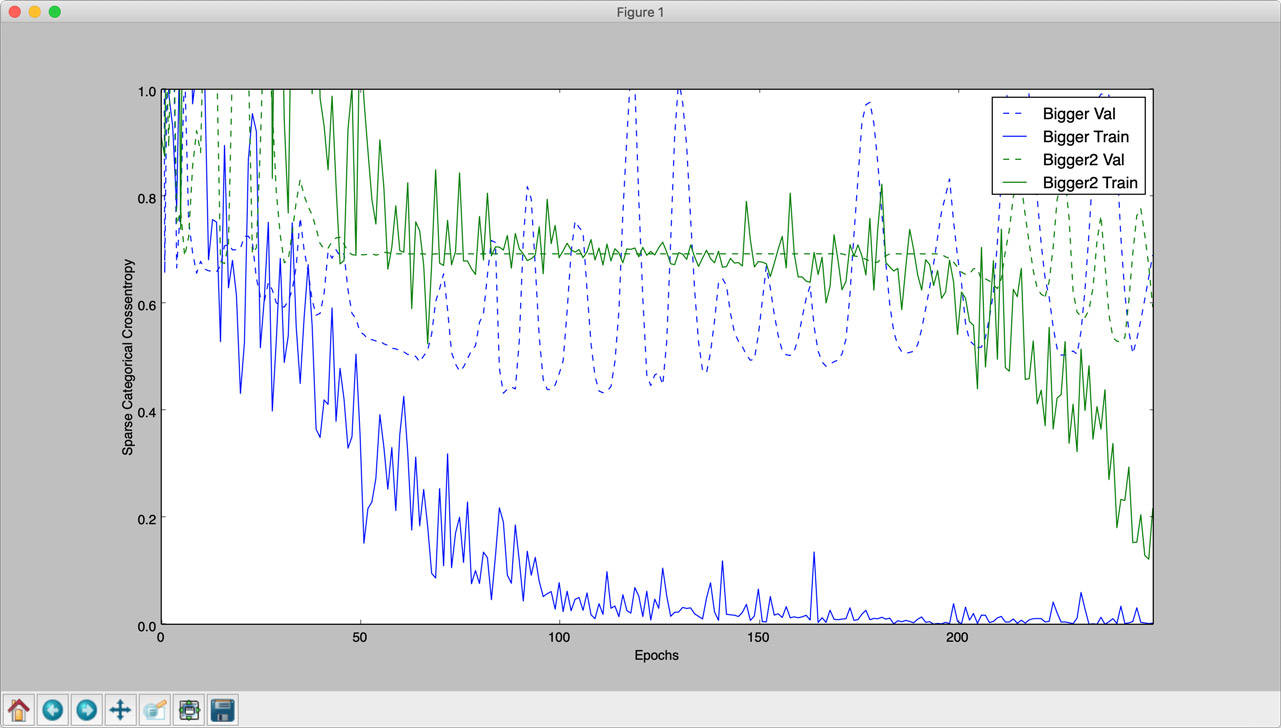 Figure 1
1.0
0.8
0.6
0.4
0.2
0.0
Sparse Categorical Crossentropy
0
50
100
150
200
Epochs
Bigger Val
Bigger Train
Bigger2 Val
Bigger2 Train